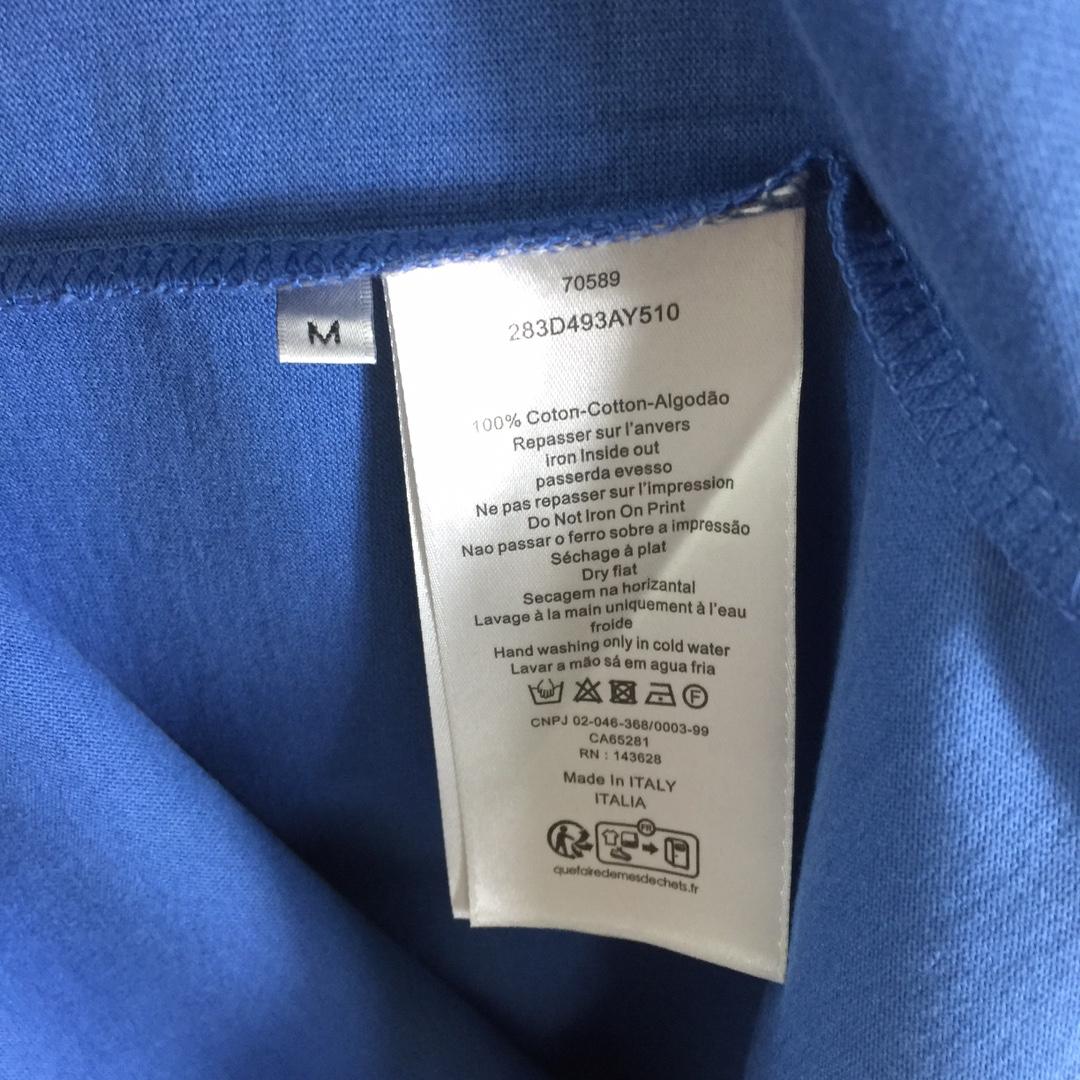 M
70589
283D493AY510
100% Coton-Cotton-Algodão
Repasser sur l'anvers
iron Inside out
passerda evesso
Ne pas repasser sur l'impression
Do Not Iron On Print
Nao passar o ferro sobre a impressão
Séchage à plat
Dry fiat
Secagem na horizantal
Lavage à la main uniquement à l'eau
froide
Hand washing only in cold water
Lavar a mão sá em agua fria
F
CNPJ 02-046-368/0003-99
CA65281
RN : 143628
Made In ITALY
ITALIA
FR
quefairedemesdechets.fr